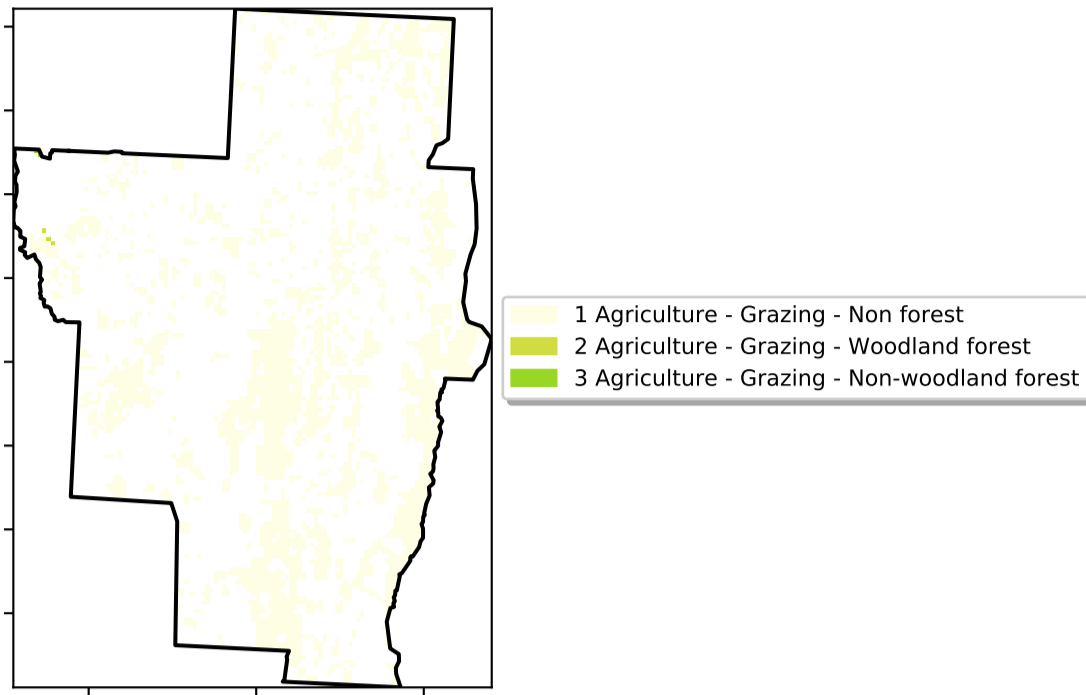 1 Agriculture - Grazing - Non forest
2 Agriculture - Grazing - Woodland forest
3 Agriculture - Grazing - Non-woodland forest